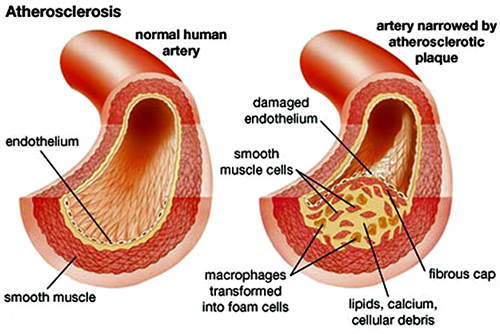 Atherosclerosis
normal human
artery
endothelium
smooth muscle
artery narrowed by
atherosclerotic
plaque
damaged
endothelium
smooth
muscle cells
macrophages
transformed
into foam cells
fibrous cap
lipids, calcium,
cellular debris